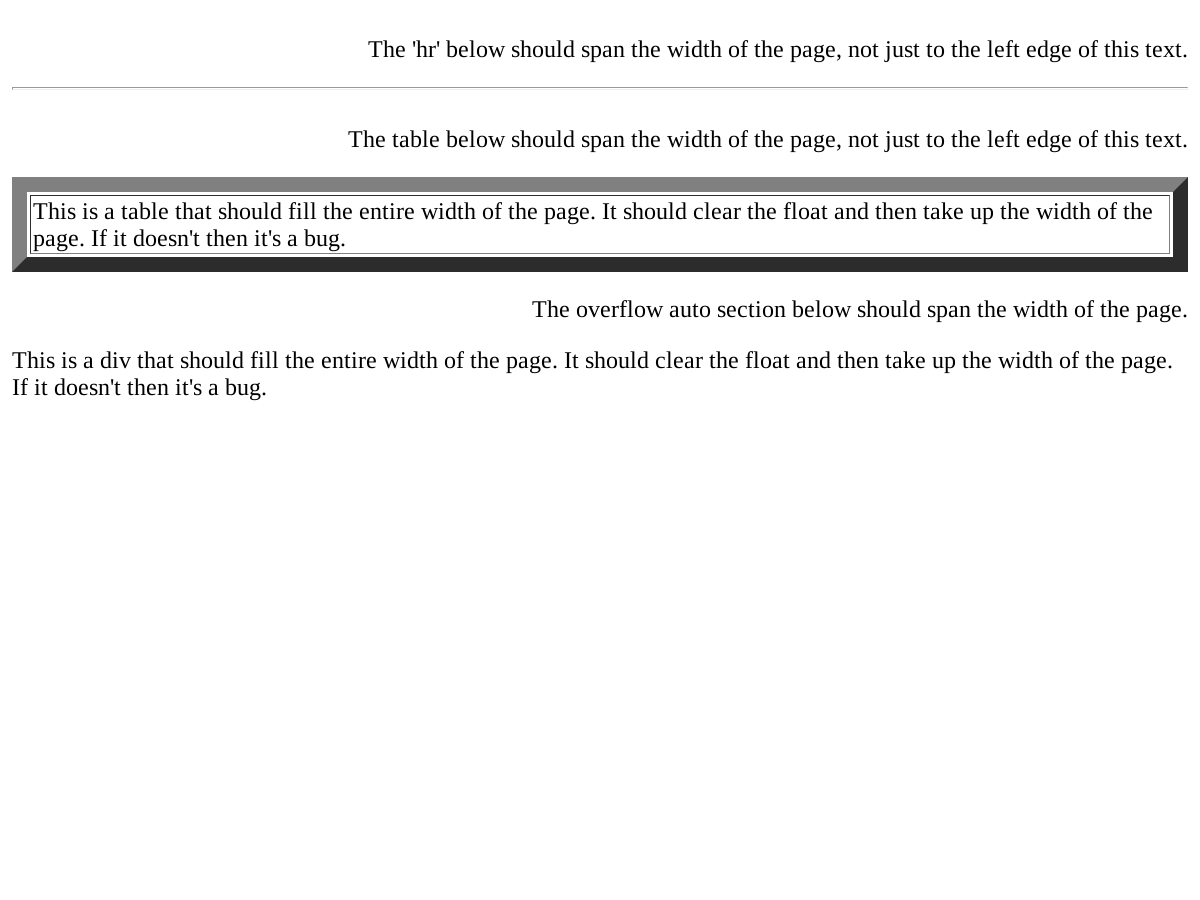 The 'hr' below should span the width of the page, not just to the left edge of this text.
The table below should span the width of the page, not just to the left edge of this text.
This is a table that should fill the entire width of the page. It should clear the float and then take up the width of the
page. If it doesn't then it's a bug.
The overflow auto section below should span the width of the page.
This is a div that should fill the entire width of the page. It should clear the float and then take up the width of the page.
If it doesn't then it's a bug.